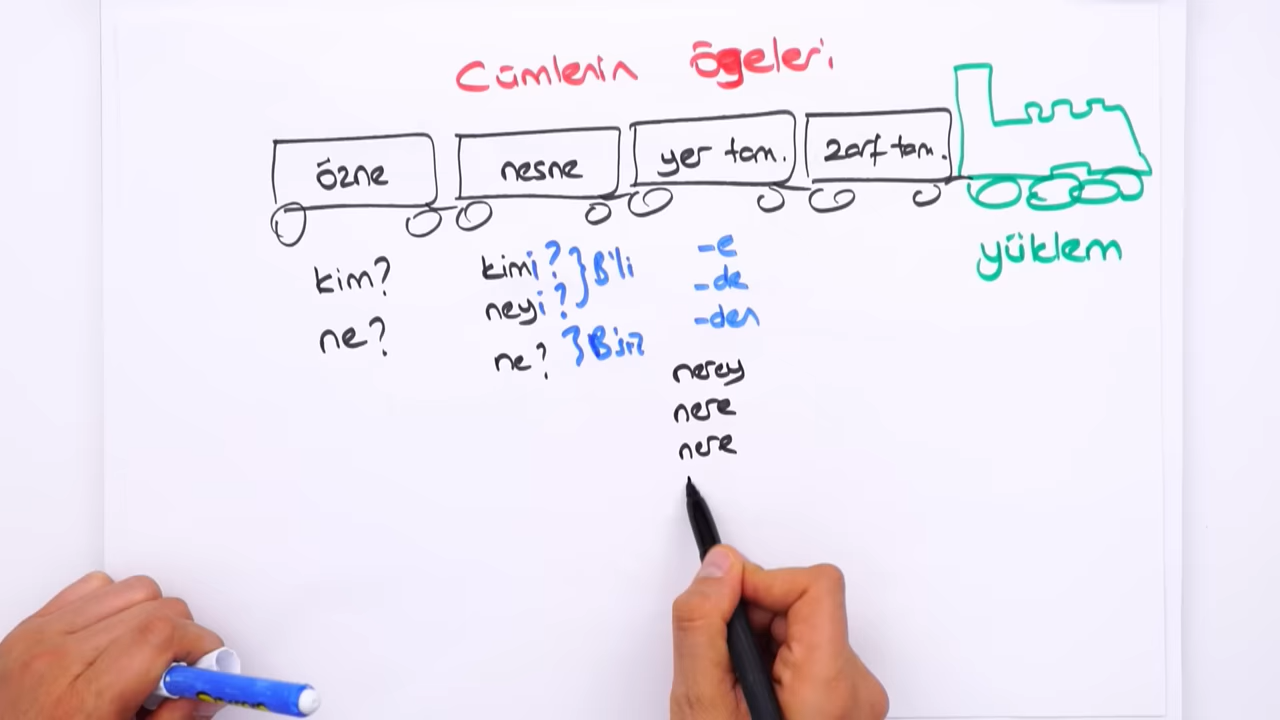 Cümlenin Ögeleri
özne nesne yer tam. zarf tam.
yüklem
kim?
ne?
kimi?
neyi?
} B'li
ne?
} B'siz
-e
-de
-den
nerey
nere
nere